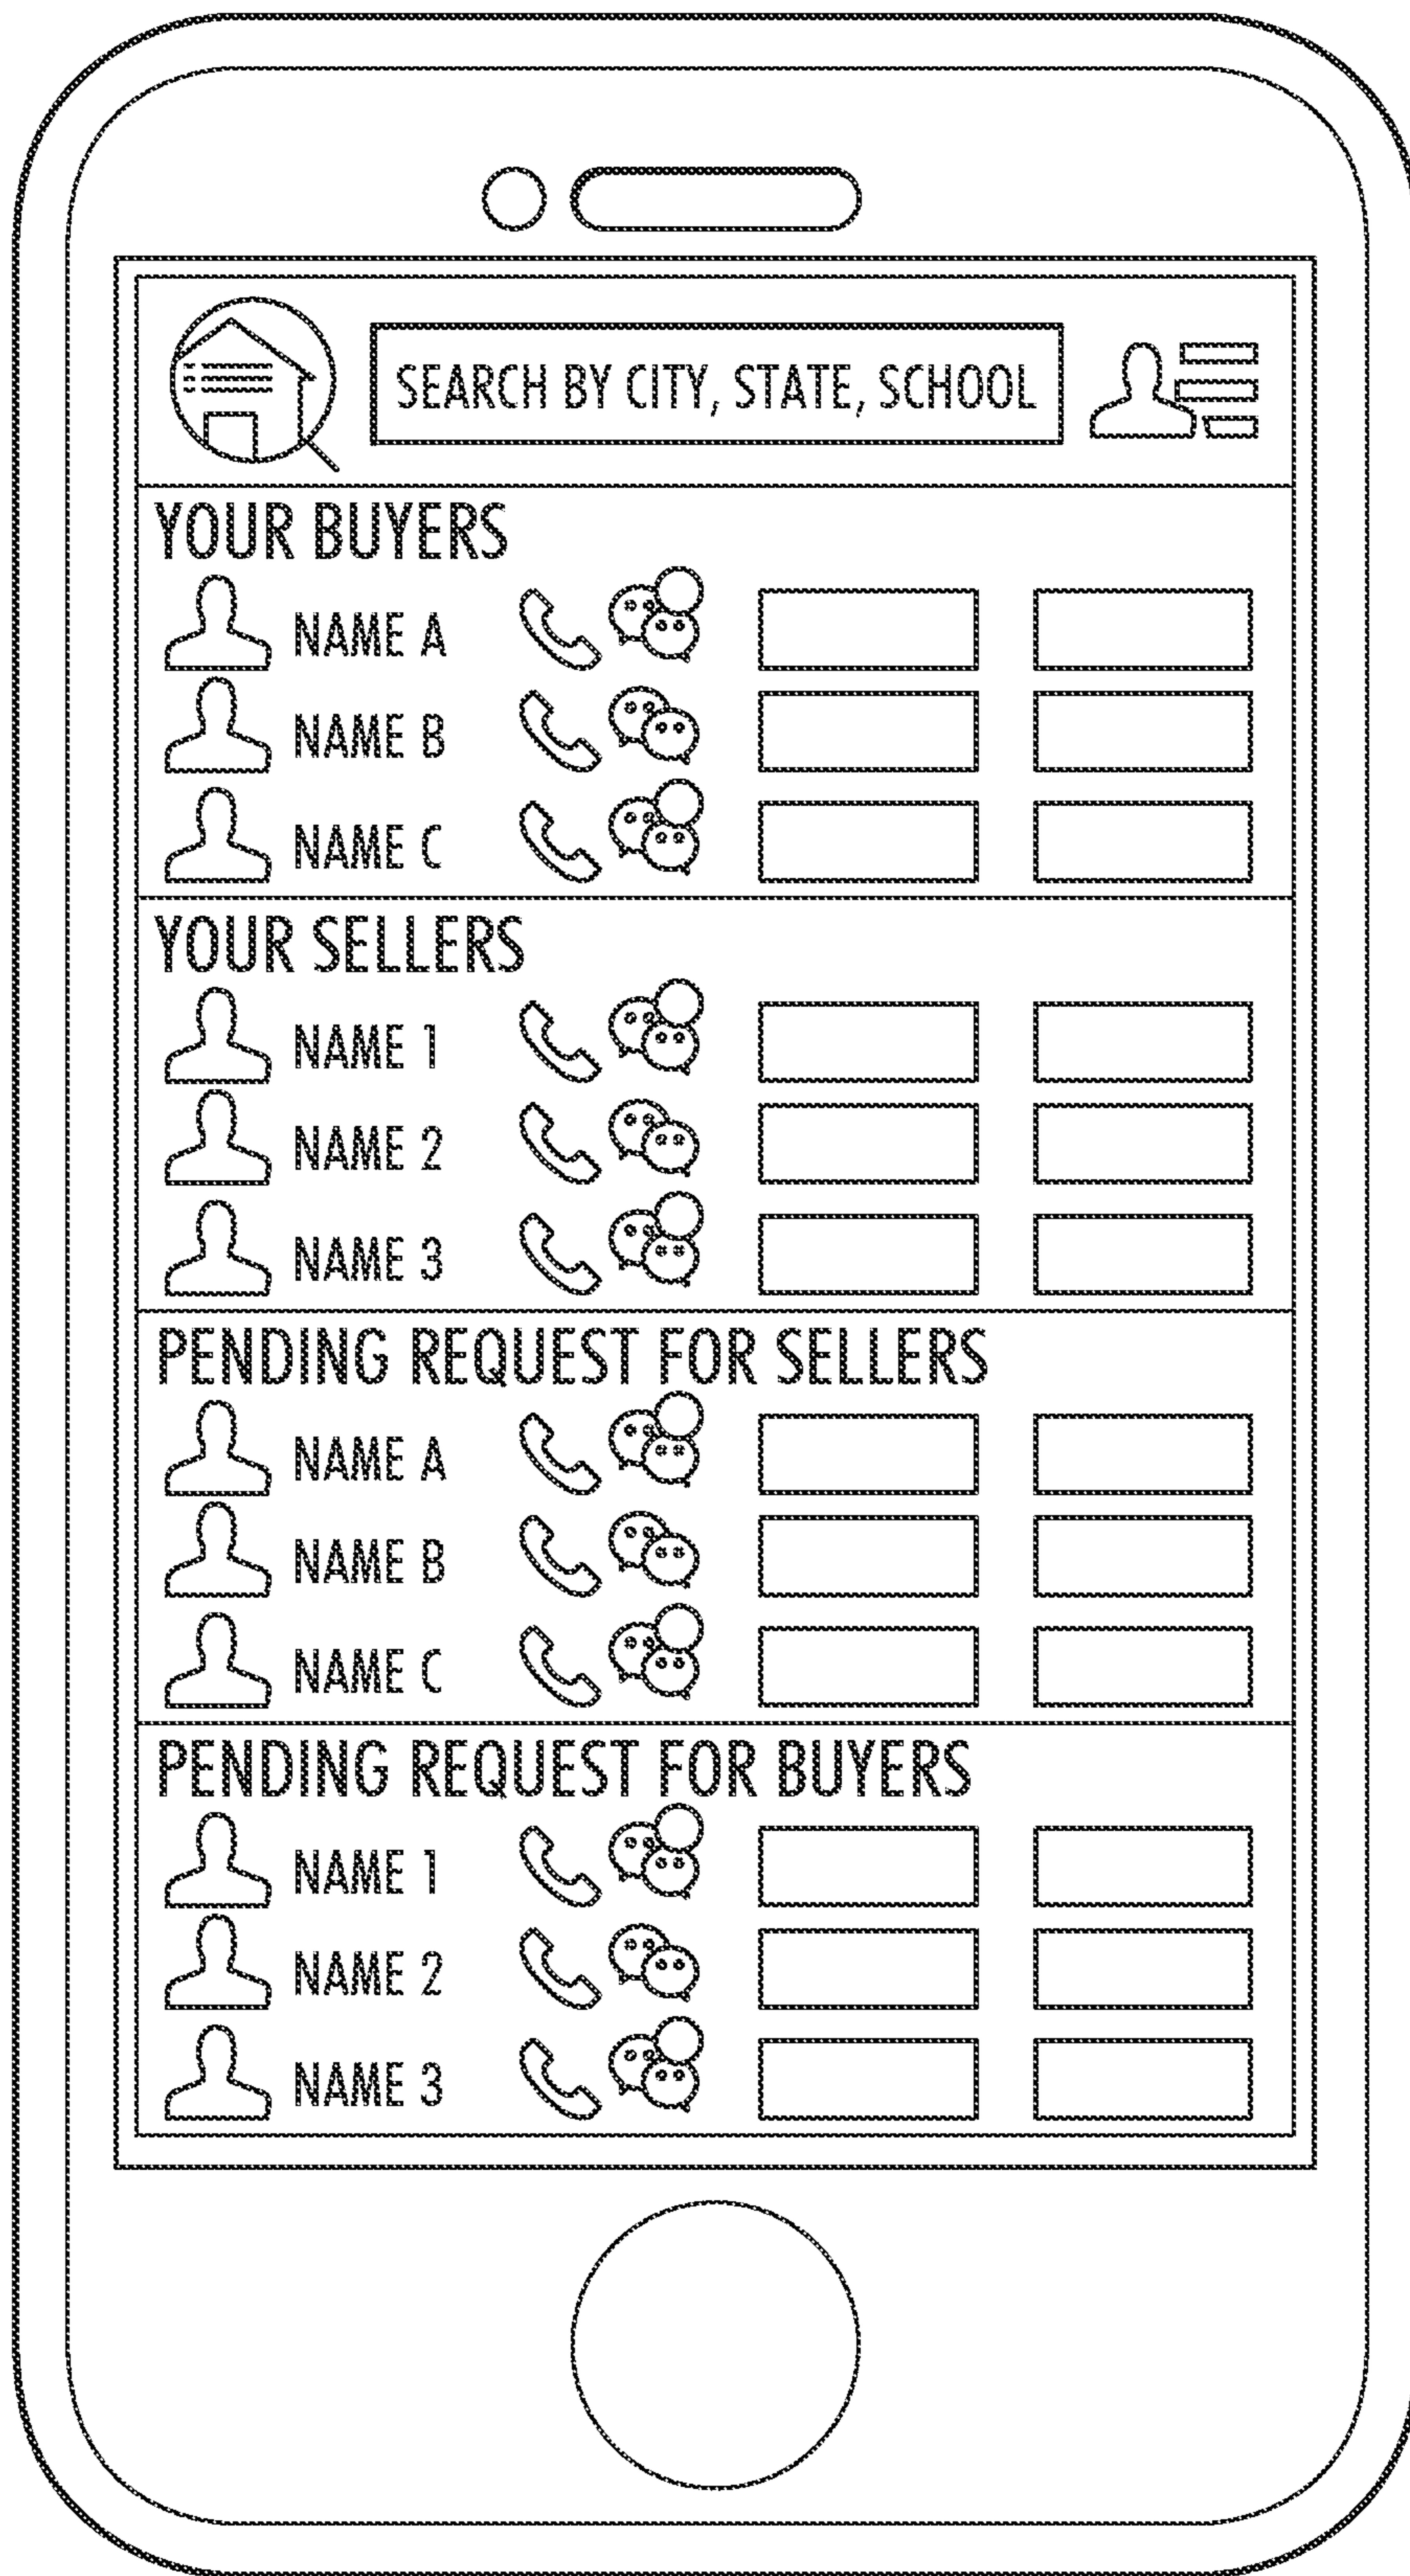 SEARCH BY CITY, STATE, SCHOOL
YOUR BUYERS
NAME A
NAME B
NAME C
YOUR SELLERS
NAME 1
NAME 2
NAME 3
PENDING REQUEST FOR SELLERS
NAME A
NAME B
NAME C
PENDING REQUEST FOR BUYERS
NAME 1
NAME 2
NAME 3